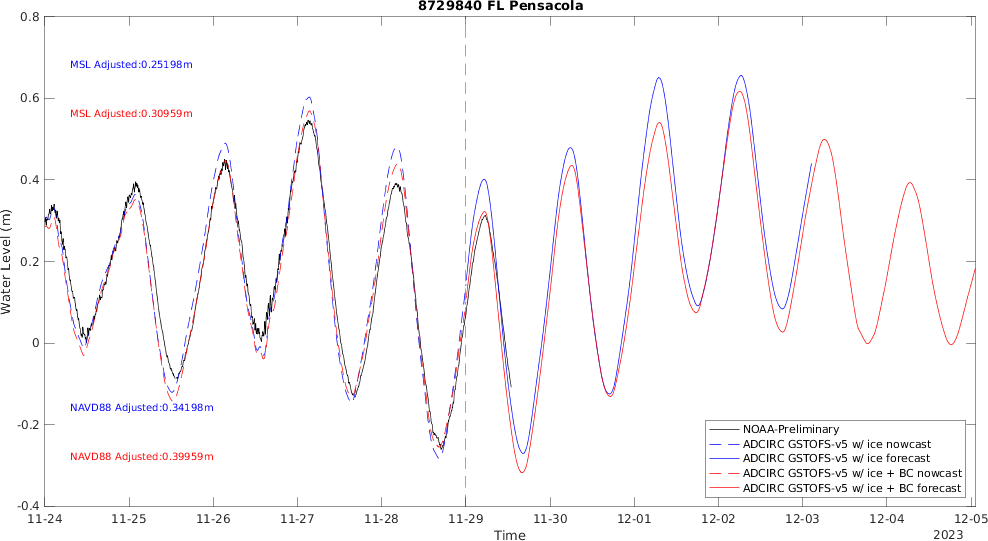 8729840 FL Pensacola
0.8
0.6
0.4
0.2
0
-0.2
-0.4
Water Level (m)
MSL Adjusted:0.25198m
MSL Adjusted:0.30959m
NAVD88 Adjusted:0.34198m
NAVD88 Adjusted:0.39959m
NOAA-Preliminary
ADCIRC GSTOFS-v5 w/ ice nowcast
ADCIRC GSTOFS-v5 w/ ice forecast
ADCIRC GSTOFS-v5 w/ ice + BC nowcast
ADCIRC GSTOFS-v5 w/ ice + BC forecast
11-24 11-25 11-26 11-27 11-28 11-29 11-30 12-01 12-02 12-03 12-04 12-05
Time
2023